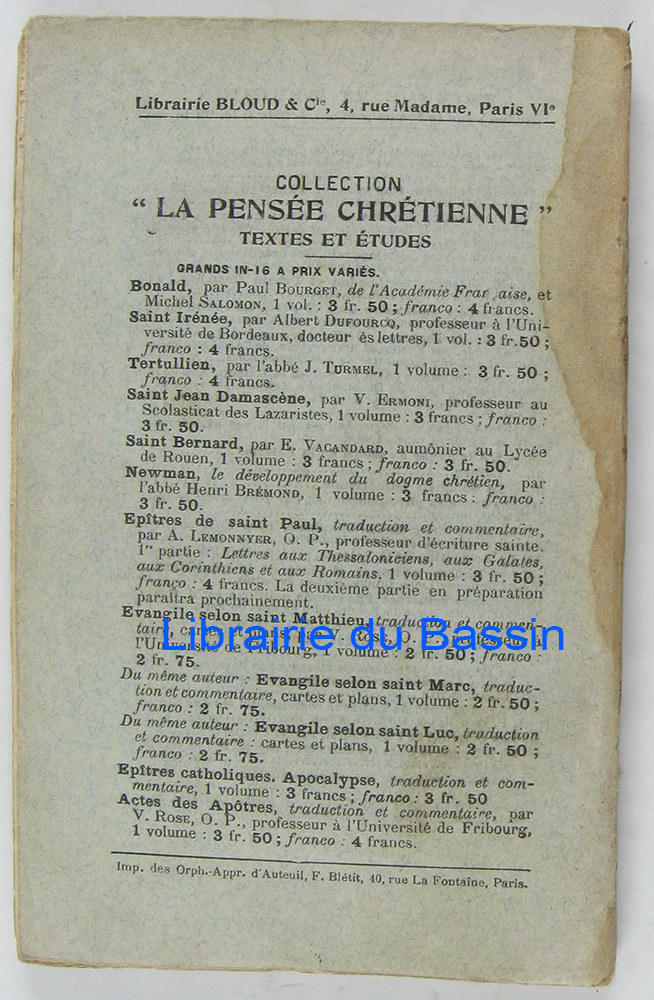 Librairie BLOUD & Cie, 4, rue Madame, Paris VIe
COLLECTION
“ LA PENSÉE CHRÉTIENNE ”
TEXTES ET ÉTUDES
GRANDS IN-16 A PRIX VARIÉS.
Bonald, par Paul BOURGET, de l'Académie Fran aise, et
Michel SALOMON, 1 vol. : 3 fr. 50 ; franco : 4 francs.
Saint Irénée, par Albert DUFOURCQ, professeur à l'Uni-
versité de Bordeaux, docteur ès lettres, 1 vol. : 3 fr. 50 ;
franco : 4 francs.
Tertullien, par l'abbé J. TURMEL, 1 volume : 3 fr. 50 ;
franco : 4 francs.
Saint Jean Damascène, par V. ERMONI, professeur au
Scolasticat des Lazaristes, 1 volume : 3 francs ; franco :
3 fr. 50.
Saint Bernard, par E. VACANDARD, aumônier au Lycée
de Rouen, 1 volume : 3 francs ; franco : 3 fr. 50.
Newman, le développement du dogme chrétien, par
l'abbé Henri BRÉMOND, 1 volume : 3 francs : franco :
3 fr. 50.
Epîtres de saint Paul, traduction et commentaire,
par A. LEMONNYER, O. P., professeur d'écriture sainte.
1re partie : Lettres aux Thessaloniciens, aux Galates,
aux Corinthiens et aux Romains, 1 volume : 3 fr. 50 ;
franco : 4 francs. La deuxième partie en préparation
paraîtra prochainement.
Evangile selon saint Matthieu, traduction et commen-
taire, cartes et plans, par V. ROSE, O. P., professeur à
l'Université de Fribourg, 1 volume : 2 fr. 50 ; franco :
2 fr. 75.
Librairie du Bassin
Du même auteur : Evangile selon saint Marc, traduc-
tion et commentaire, cartes et plans, 1 volume : 2 fr. 50 ;
franco : 2 fr. 75.
Du même auteur : Evangile selon saint Luc, traduction
et commentaire : cartes et plans, 1 volume : 2 fr. 50 ;
franco : 2 fr. 75.
Epîtres catholiques. Apocalypse, traduction et com-
mentaire, 1 volume : 3 francs ; franco : 3 fr. 50
Actes des Apôtres, traduction et commentaire, par
V. ROSE, O. P., professeur à l'Université de Fribourg,
1 volume : 3 fr. 50 ; franco : 4 francs.
Imp. des Orph.-Appr. d'Auteuil, F. Blétit, 40, rue La Fontaine, Paris.